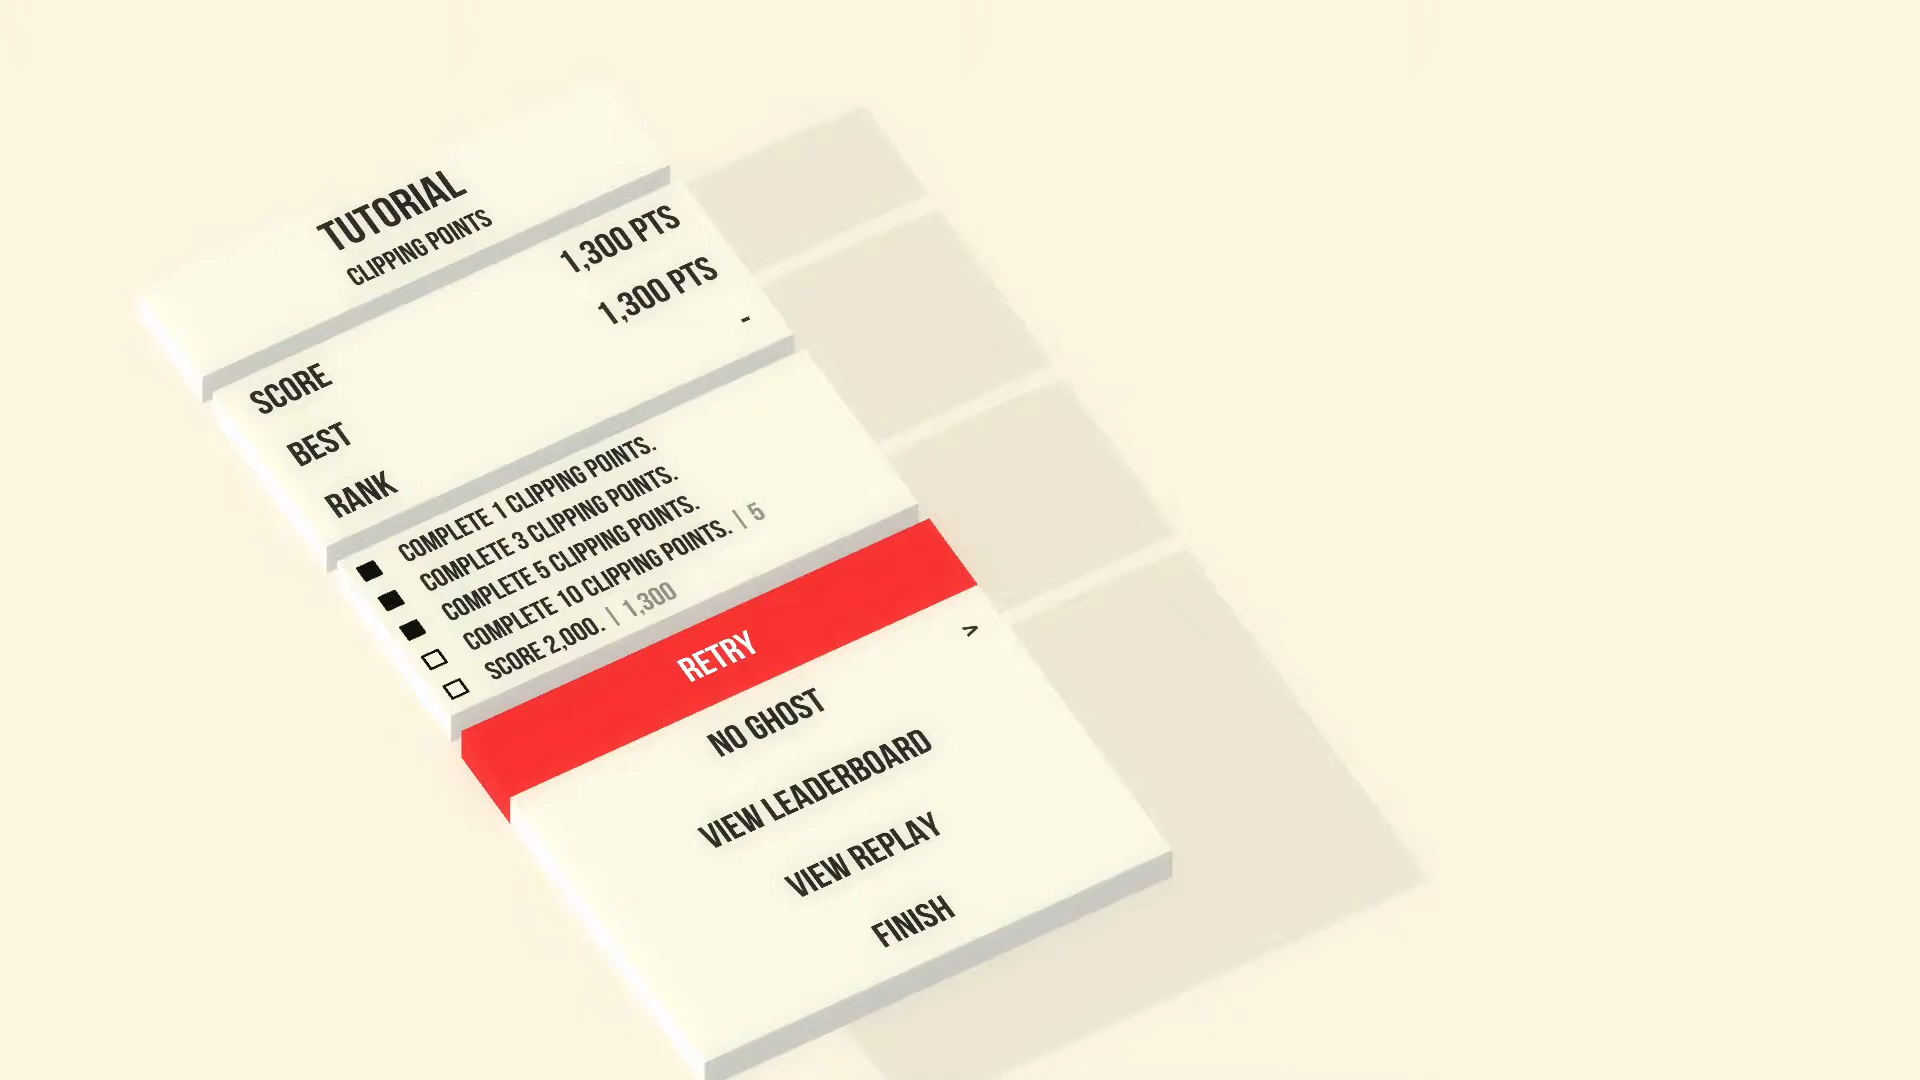 TUTORIAL
CLIPPING POINTS
SCORE 1,300 PTS
BEST 1,300 PTS
RANK -
COMPLETE 1 CLIPPING POINTS.
COMPLETE 3 CLIPPING POINTS.
COMPLETE 5 CLIPPING POINTS.
COMPLETE 10 CLIPPING POINTS. | 5
SCORE 2,000. | 1,300
RETRY
NO GHOST >
VIEW LEADERBOARD
VIEW REPLAY
FINISH